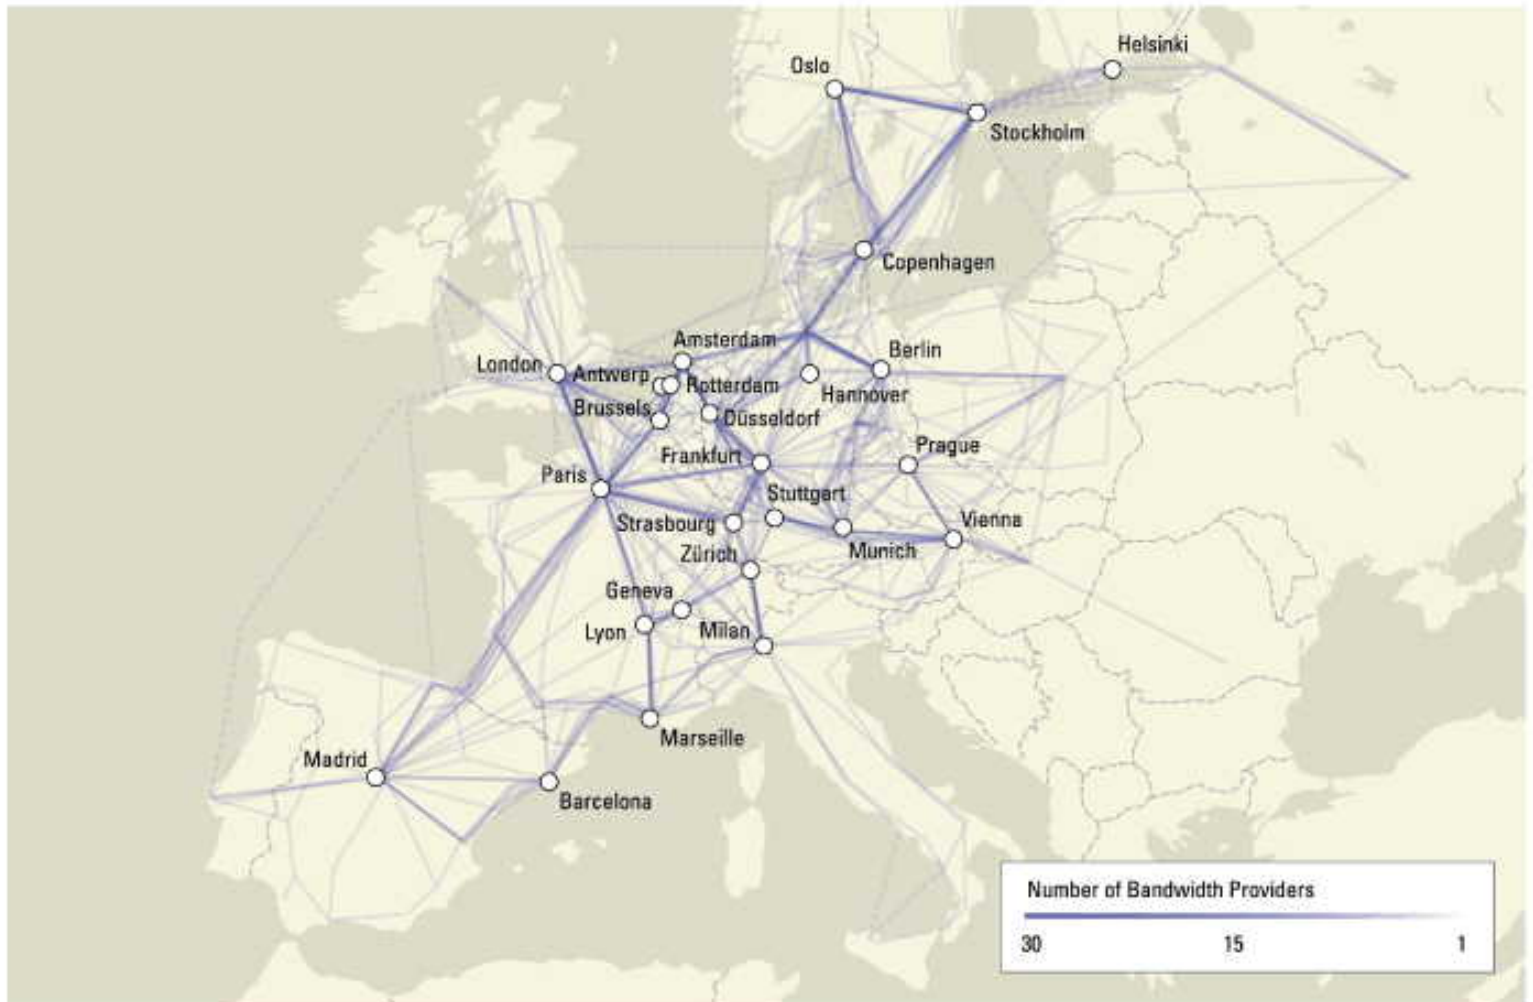 Helsinki
Oslo
Stockholm
Copenhagen
Amsterdam
Berlin
London
Antwerp
Rotterdam
Hannover
Brussels
Düsseldorf
Prague
Frankfurt
Paris
Stuttgart
Strasbourg
Vienna
Munich
Zürich
Geneva
Lyon
Milan
Marseille
Madrid
Barcelona
Number of Bandwidth Providers
30 15 1